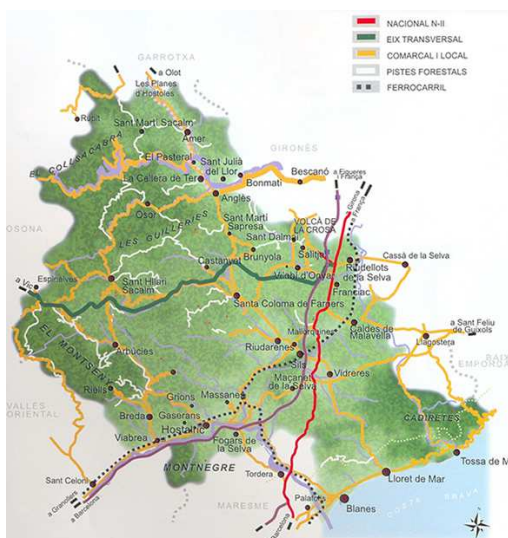 NACIONAL N-II
EIX TRANSVERSAL
COMARCAL I LOCAL
PISTES FORESTALS
FERROCARRIL
GARROTXA
a Olot
Les Planes
d'Hostoles
Rupit
Sant Martí
Sacalm
Amer
EL COLLSACABRA
GIRONÈS
El Pasteral
Sant Julià
del Llor
Bescanó
a Figueres
i França
La Cellera de Ter
Bonmatí
Girona
a França
Anglès
Osor
OSONA
LES GUILLERIES
Sant Martí
Sapresa
VOLCÀ DE
LA CROSA
Sant Dalmai
Brunyola
Salitja
Cassà de la Selva
Castanyet
Vilobí d'Onyar
Riudellots
de la Selva
Espinelves
a Vic
Sant Hilari
Sacalm
Franciac
Santa Coloma de Farners
EL MONTSENY
Mallorquines
Caldes de
Malavella
a Sant Feliu
de Guíxols
Llagostera
Arbúcies
Riudarenes
Sils
EMPORDÀ
Maçanet
de la Selva
Vidreres
Riells
Grions
Massanes
VALLÈS
ORIENTAL
Breda
Gaserans
CADIRETES
Hostalric
Viabrea
Fogars de
la Selva
MONTNEGRE
Tossa de Mar
Sant Celoni
Tordera
Lloret de Mar
a Granollers
a Barcelona
MARESME
Palafolls
Blanes
COSTA BRAVA
Barcelona